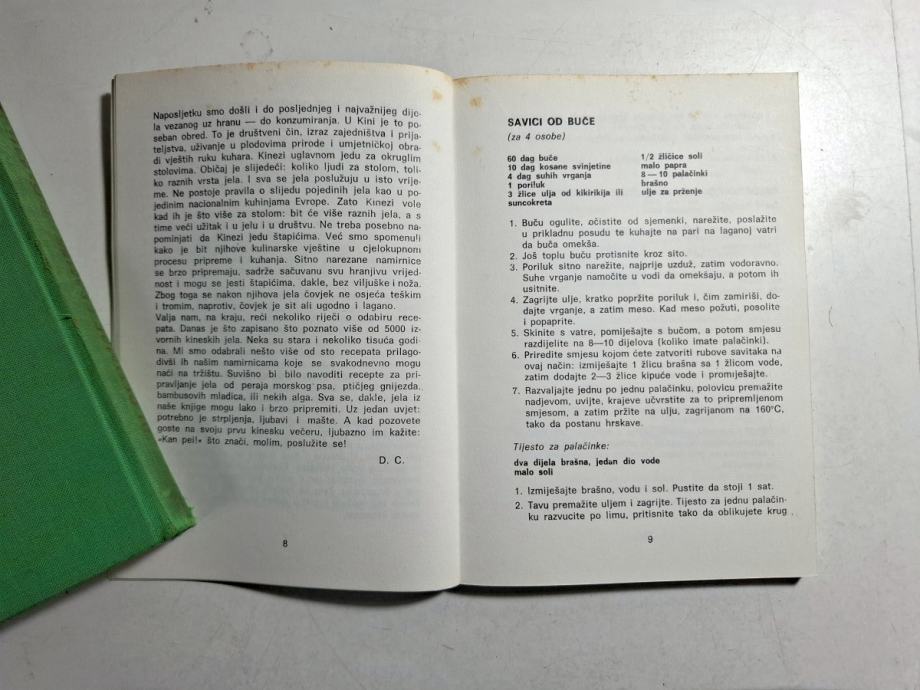 Naposljetku smo došli i do posljednjeg i najvažnijeg dije-
la vezanog uz hranu — do konzumiranja. U Kini je to po-
seban obred. To je društveni čin, izraz zajedništva i prija-
teljstva, uživanje u plodovima prirode i umjetničkoj obra-
di vještih ruku kuhara. Kinezi uglavnom jedu za okruglim
stolovima. Običaj je slijedeći: koliko ljudi za stolom, toli-
ko raznih vrsta jela. I sva se jela poslužuju u isto vrije-
me. Ne postoje pravila o slijedu pojedinih jela kao u po-
jedinim nacionalnim kuhinjama Evrope. Zato Kinezi vole
kad ih je što više za stolom: bit će više raznih jela, a s
time veći užitak i u jelu i u društvu. Ne treba posebno na-
pominjati da Kinezi jedu štapićima. Već smo spomenuli
kako je bit njihove kulinarske vještine u cjelokupnom
procesu pripreme i kuhanja. Sitno narezane namirnice
se brzo pripremaju, sadrže sačuvanu svu hranjivu vrijed-
nost i mogu se jesti štapićima, dakle, bez viljuške i noža.
Zbog toga se nakon njihova jela čovjek ne osjeća teškim
i tromim, naprotiv, čovjek je sit ali ugodno i lagano.
Valja nam, na kraju, reći nekoliko riječi o odabiru rece-
pata. Danas je što zapisano što poznato više od 5000 iz-
vornih kineskih jela. Neka su stara i nekoliko tisuća godi-
na. Mi smo odabrali nešto više od sto recepata prilago-
divši ih našim namirnicama koje se svakodnevno mogu
naći na tržištu. Suvišno bi bilo navoditi recepte za pri-
pravljanje jela od peraja morskog psa, ptičjeg gnijezda,
bambusovih mladica, ili nekih alga. Sva se, dakle, jela iz
naše knjige mogu lako i brzo pripremiti. Uz jedan uvjet:
potrebno je strpljenja, ljubavi i mašte. A kad pozovete
goste na svoju prvu kinesku večeru, ljubazno im kažite:
»Kan pei!« što znači, molim, poslužite se!
D. C.
8
SAVICI OD BUČE
(za 4 osobe)
60 dag buče
10 dag kosane svinjetine
4 dag suhih vrganja
1 poriluk
3 žlice ulja od kikirikija ili
suncokreta
1/2 žličice soli
malo papra
8—10 palačinki
brašno
ulje za prženje
1. Buču ogulite, očistite od sjemenki, narežite, poslažite
u prikladnu posudu te kuhajte na pari na laganoj vatri
da buča omekša.
2. Još toplu buču protisnite kroz sito.
3. Poriluk sitno narežite, najprije uzduž, zatim vodoravno.
Suhe vrganje namočite u vodi da omekšaju, a potom ih
usitnite.
4. Zagrijte ulje, kratko popržite poriluk i, čim zamiriši, do-
dajte vrganje, a zatim meso. Kad meso požuti, posolite
i popaprite.
5. Skinite s vatre, pomiješajte s bučom, a potom smjesu
razdijelite na 8—10 dijelova (koliko imate palačinki).
6. Priredite smjesu kojom ćete zatvoriti rubove savitaka na
ovaj način: izmiješajte 1 žlicu brašna sa 1 žlicom vode,
zatim dodajte 2—3 žlice kipuće vode i promiješajte.
7. Razvaljajte jednu po jednu palačinku, polovicu premažite
nadjevom, uvijte, krajeve učvrstite za to pripremljenom
smjesom, a zatim pržite na ulju, zagrijanom na 160°C,
tako da postanu hrskave.
Tijesto za palačinke:
dva dijela brašna, jedan dio vode
malo soli
1. Izmiješajte brašno, vodu i sol. Pustite da stoji 1 sat.
2. Tavu premažite uljem i zagrijte. Tijesto za jednu palačin-
ku razvucite po limu, pritisnite tako da oblikujete krug
9